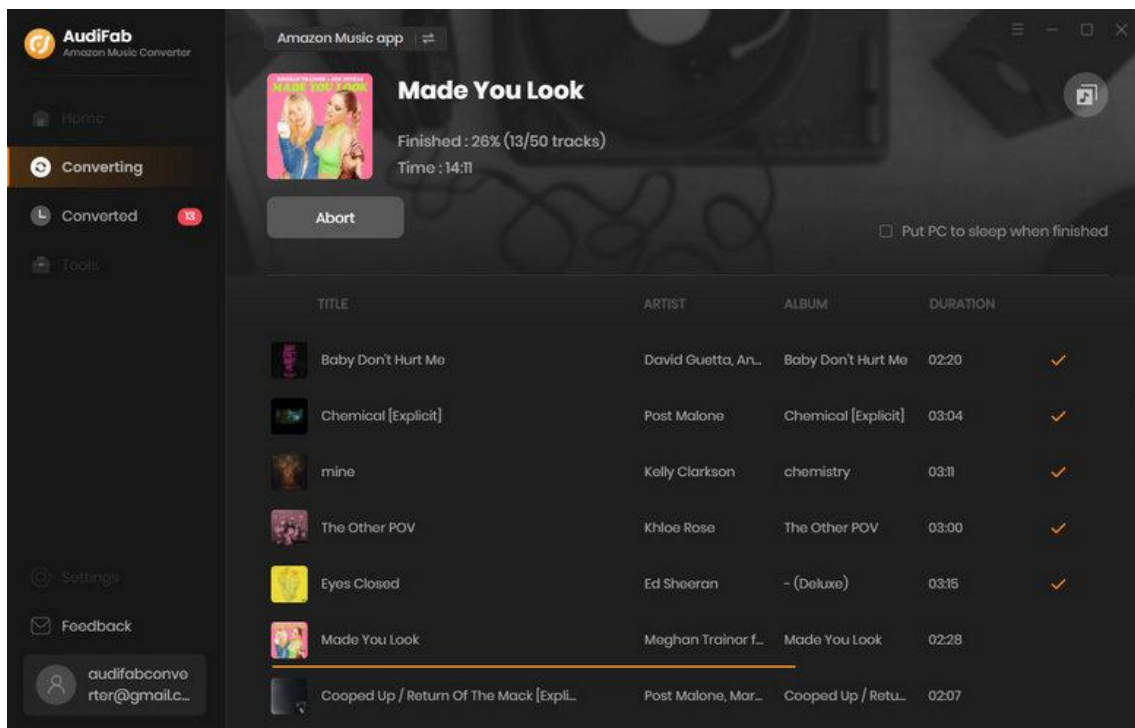 AudiFab
Amazon Music Converter
Home
Converting
Converted 13
Tools
Settings
Feedback
audifabconve
rter@gmail.c...
Amazon Music app
MADE YOU LOOK
Made You Look
Finished : 26% (13/50 tracks)
Time : 14:11
Abort
Put PC to sleep when finished
TITLE ARTIST ALBUM DURATION
Baby Don't Hurt Me David Guetta, An... Baby Don't Hurt Me 02:20
Chemical [Explicit] Post Malone Chemical [Explicit] 03:04
mine Kelly Clarkson chemistry 03:11
The Other POV Khloe Rose The Other POV 03:00
Eyes Closed Ed Sheeran - (Deluxe) 03:15
Made You Look Meghan Trainor f... Made You Look 02:28
Cooped Up / Return Of The Mack [Expli... Post Malone, Mar... Cooped Up / Retu... 02:07